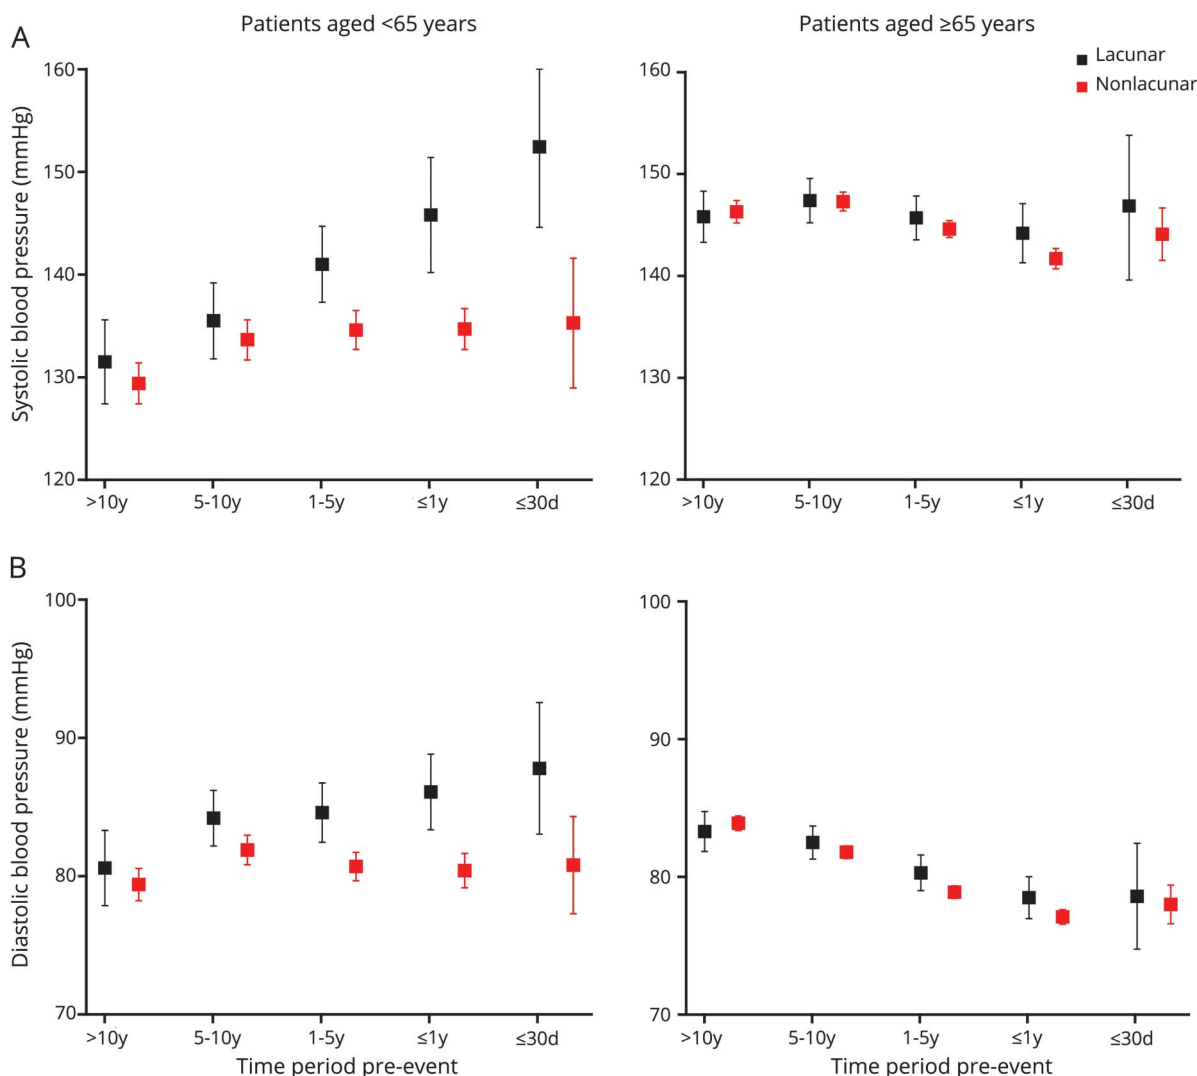 A
Patients aged <65 years
Patients aged ≥65 years
Lacunar
Nonlacunar
Systolic blood pressure (mmHg)
160
150
140
130
120
>10y 5-10y 1-5y ≤1y ≤30d
160
150
140
130
120
>10y 5-10y 1-5y ≤1y ≤30d
B
Diastolic blood pressure (mmHg)
100
90
80
70
>10y 5-10y 1-5y ≤1y ≤30d
Time period pre-event
100
90
80
70
>10y 5-10y 1-5y ≤1y ≤30d
Time period pre-event